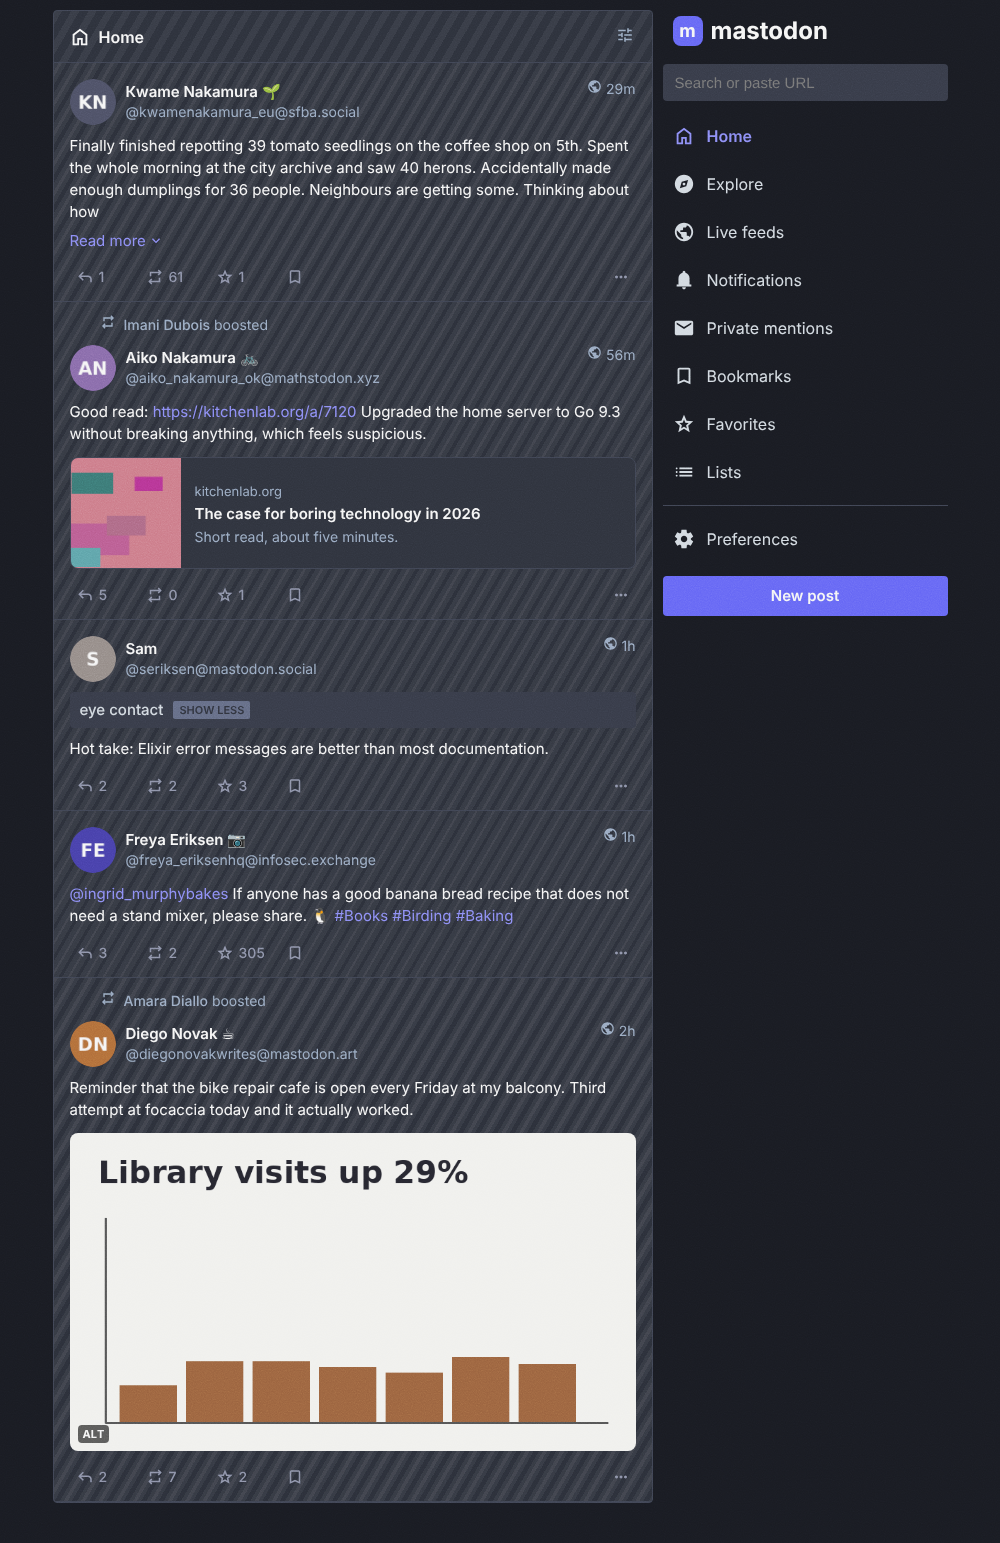 Home
KN
Kwame Nakamura 🌱
29m
@kwamenakamura_eu@sfba.social
Finally finished repotting 39 tomato seedlings on the coffee shop on 5th. Spent
the whole morning at the city archive and saw 40 herons. Accidentally made
enough dumplings for 36 people. Neighbours are getting some. Thinking about
how
Read more
1 61 1
Imani Dubois boosted
AN
Aiko Nakamura 🚲
56m
@aiko_nakamura_ok@mathstodon.xyz
Good read: https://kitchenlab.org/a/7120 Upgraded the home server to Go 9.3
without breaking anything, which feels suspicious.
kitchenlab.org
The case for boring technology in 2026
Short read, about five minutes.
5 0 1
S
Sam
1h
@seriksen@mastodon.social
eye contact SHOW LESS
Hot take: Elixir error messages are better than most documentation.
2 2 3
FE
Freya Eriksen 📷
1h
@freya_eriksenhq@infosec.exchange
@ingrid_murphybakes If anyone has a good banana bread recipe that does not
need a stand mixer, please share. 🐧 #Books #Birding #Baking
3 2 305
Amara Diallo boosted
DN
Diego Novak ☕
2h
@diegonovakwrites@mastodon.art
Reminder that the bike repair cafe is open every Friday at my balcony. Third
attempt at focaccia today and it actually worked.
Library visits up 29%
ALT
2 7 2
m mastodon
Search or paste URL
Home
Explore
Live feeds
Notifications
Private mentions
Bookmarks
Favorites
Lists
Preferences
New post